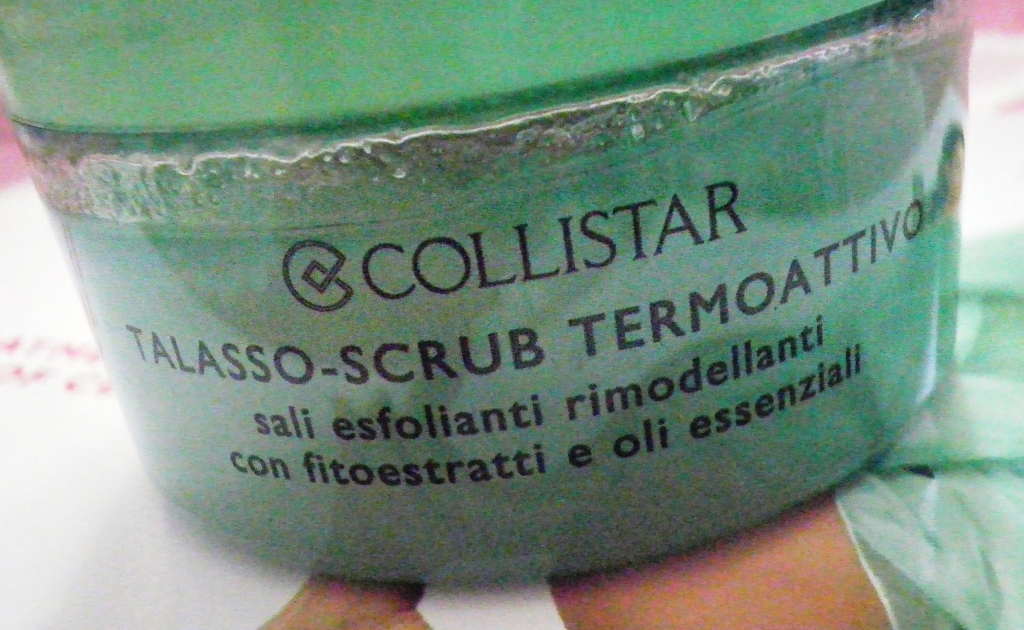 COLLISTAR
TALASSO-SCRUB TERMOATTIVO
sali esfolianti rimodellanti
con fitoestratti e oli essenziali